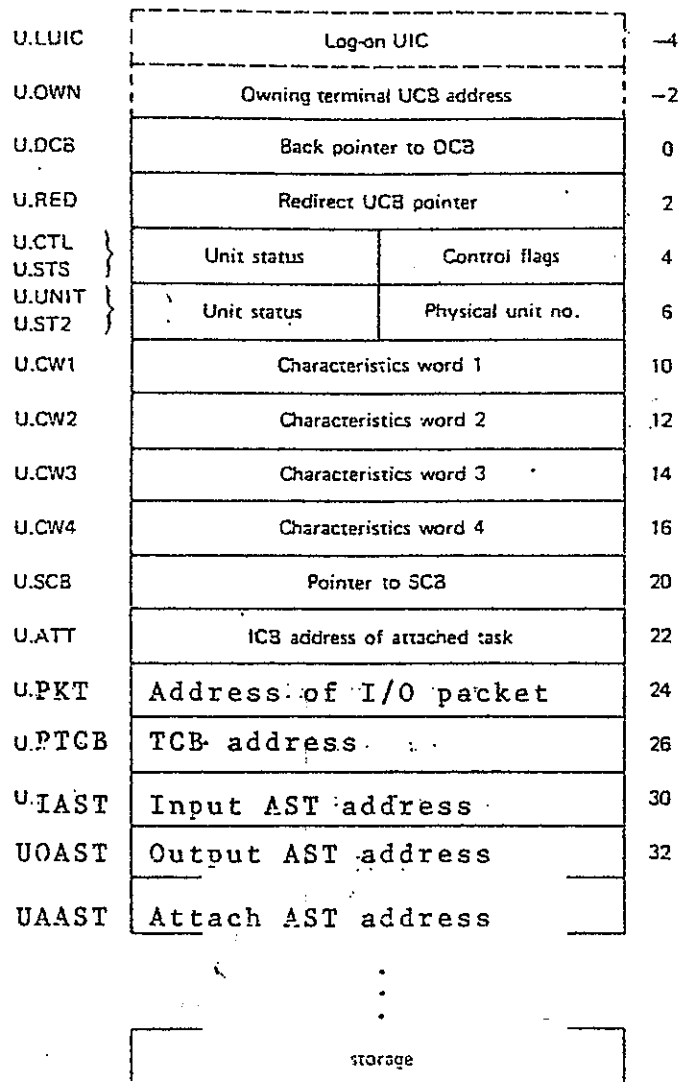 U.LUIC Log-on UIC —4
U.OWN Owning terminal UCB address —2
U.DCB Back pointer to DCB 0
U.RED Redirect UCB pointer 2
U.CTL
U.STS Unit status Control flags 4
U.UNIT
U.ST2 Unit status Physical unit no. 6
U.CW1 Characteristics word 1 10
U.CW2 Characteristics word 2 12
U.CW3 Characteristics word 3 14
U.CW4 Characteristics word 4 16
U.SCB Pointer to SCB 20
U.ATT TCB address of attached task 22
U.PKT Address of I/O packet 24
U.PTCB TCB address 26
U.IAST Input AST address 30
UOAST Output AST address 32
UAAST Attach AST address
storage